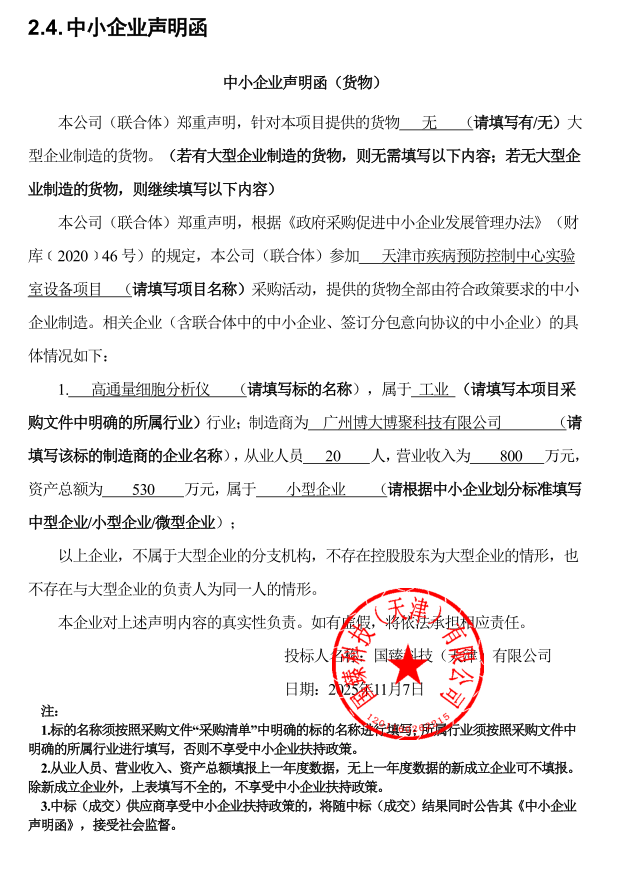 2.4. 中小企业声明函
中小企业声明函（货物）
本公司（联合体）郑重声明，针对本项目提供的货物 无 （请填写有/无）大
型企业制造的货物。（若有大型企业制造的货物，则无需填写以下内容；若无大型企
业制造的货物，则继续填写以下内容）
本公司（联合体）郑重声明，根据《政府采购促进中小企业发展管理办法》（财
库﹝2020﹞46 号）的规定，本公司（联合体）参加 天津市疾病预防控制中心实验
室设备项目 （请填写项目名称）采购活动，提供的货物全部由符合政策要求的中小
企业制造。相关企业（含联合体中的中小企业、签订分包意向协议的中小企业）的具
体情况如下：
1. 高通量细胞分析仪 （请填写标的名称），属于 工业 （请填写本项目采
购文件中明确的所属行业）行业；制造商为 广州博大博聚科技有限公司 （请
填写该标的制造商的企业名称），从业人员 20 人，营业收入为 800 万元，
资产总额为 530 万元，属于 小型企业 （请根据中小企业划分标准填写
中型企业/小型企业/微型企业）；
以上企业，不属于大型企业的分支机构，不存在控股股东为大型企业的情形，也
不存在与大型企业的负责人为同一人的情形。
本企业对上述声明内容的真实性负责。如有虚假，将依法承担相应责任。
投标人名称：国臻科技（天津）有限公司
日期：2025年11月7日
国臻科技（天津）有限公司
注：
1.标的名称须按照采购文件“采购清单”中明确的标的名称进行填写；所属行业须按照采购文件中
明确的所属行业进行填写，否则不享受中小企业扶持政策。
2.从业人员、营业收入、资产总额填报上一年度数据，无上一年度数据的新成立企业可不填报。
除新成立企业外，上表填写不全的，不享受中小企业扶持政策。
3.中标（成交）供应商享受中小企业扶持政策的，将随中标（成交）结果同时公告其《中小企业
声明函》，接受社会监督。